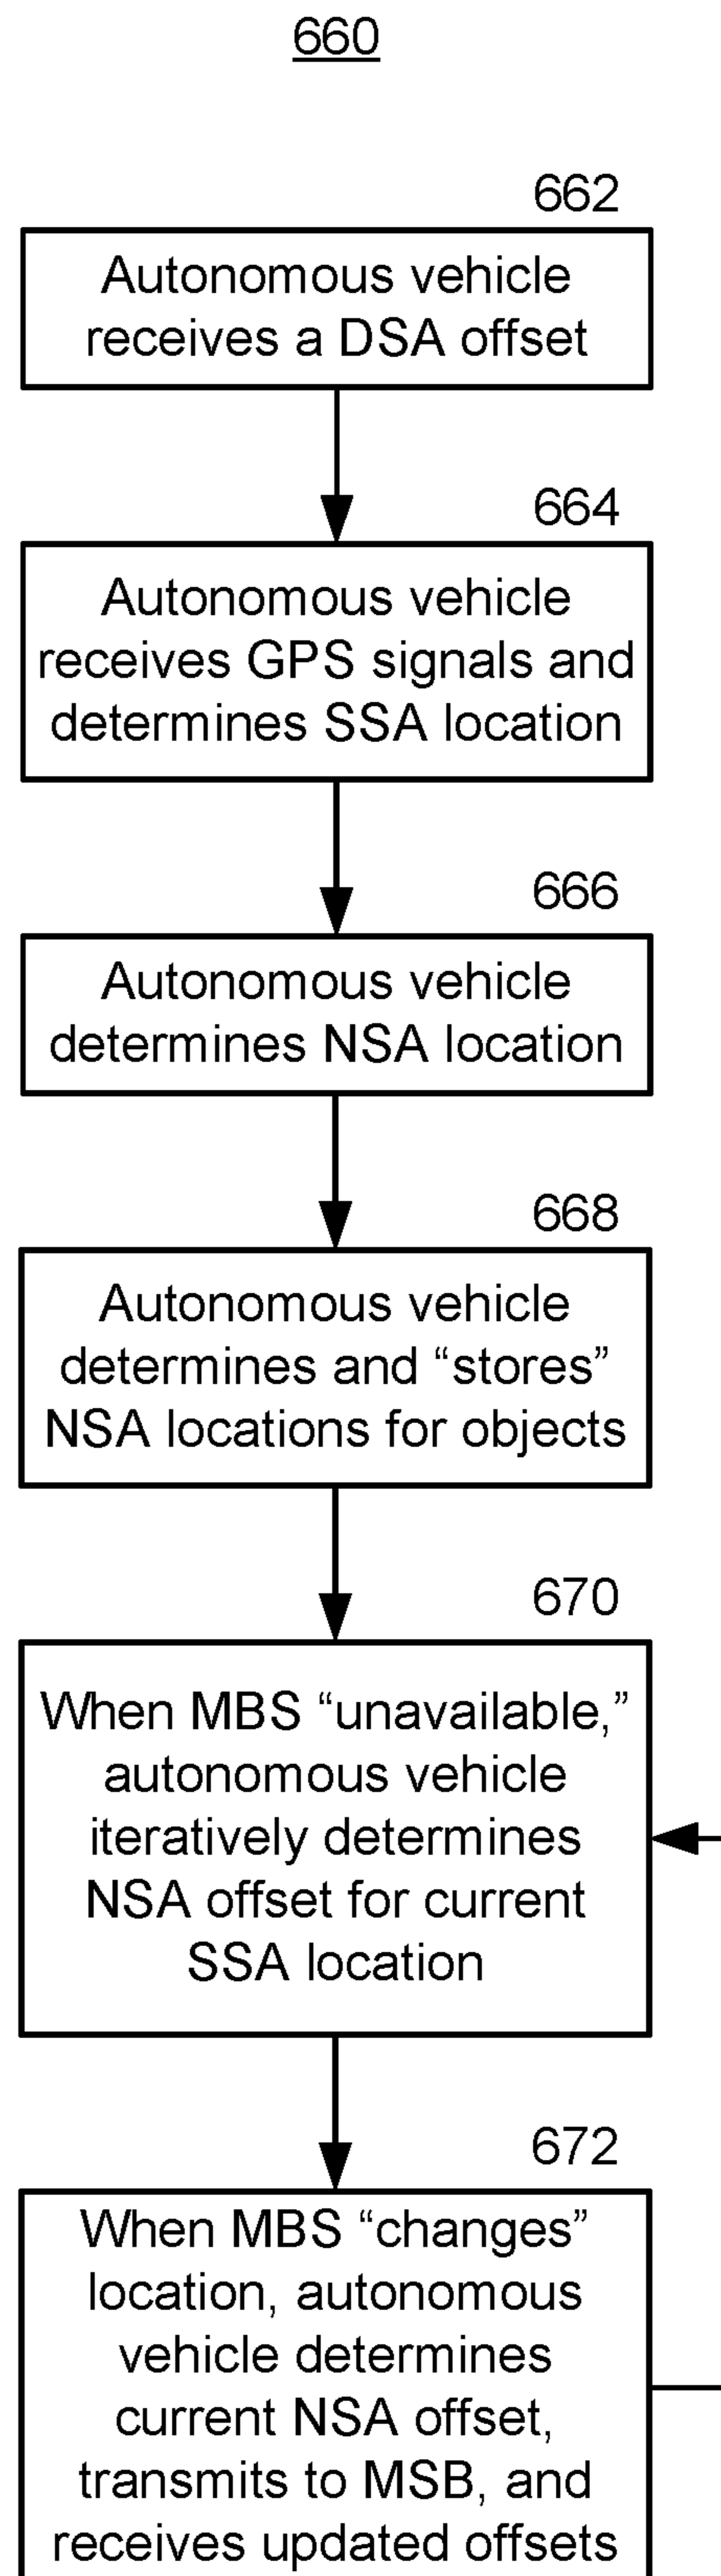 660
662
Autonomous vehicle
receives a DSA offset
664
Autonomous vehicle
receives GPS signals and
determines SSA location
666
Autonomous vehicle
determines NSA location
668
Autonomous vehicle
determines and “stores”
NSA locations for objects
670
When MBS “unavailable,”
autonomous vehicle
iteratively determines
NSA offset for current
SSA location
672
When MBS “changes”
location, autonomous
vehicle determines
current NSA offset,
transmits to MSB, and
receives updated offsets